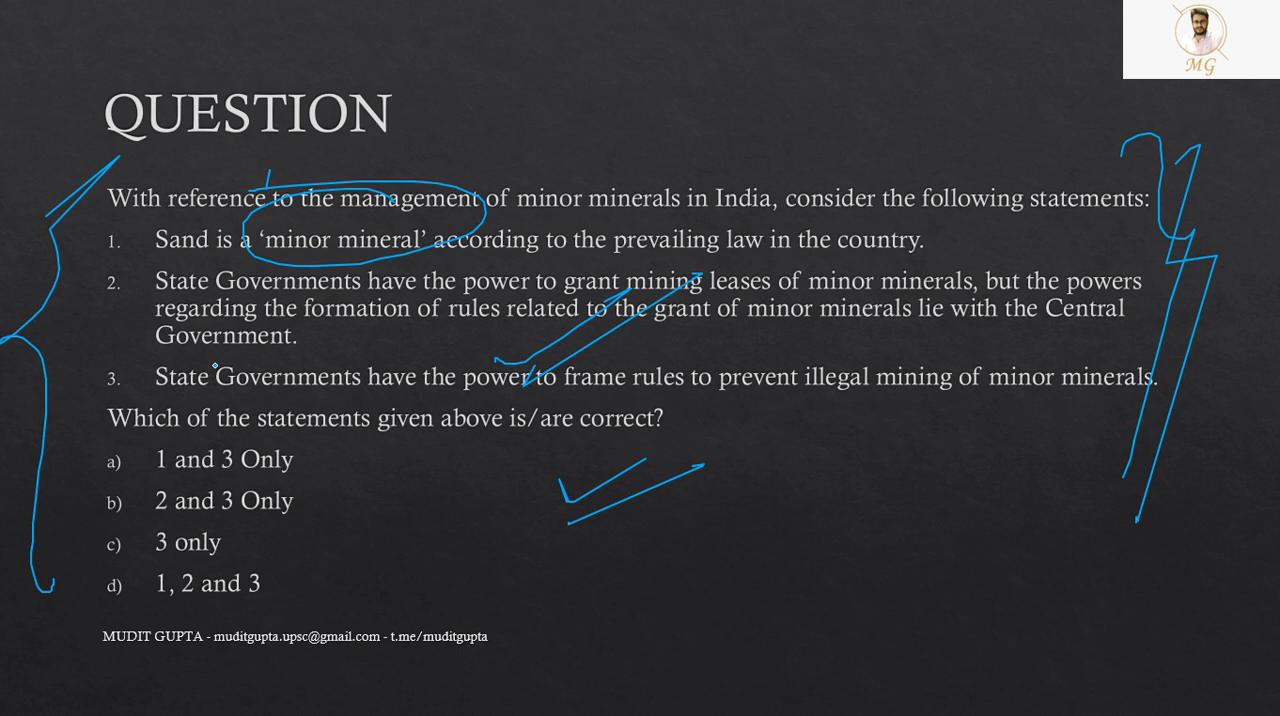 MG
QUESTION
With reference to the management of minor minerals in India, consider the following statements:
1. Sand is a ‘minor mineral’ according to the prevailing law in the country.
2. State Governments have the power to grant mining leases of minor minerals, but the powers
regarding the formation of rules related to the grant of minor minerals lie with the Central
Government.
3. State Governments have the power to frame rules to prevent illegal mining of minor minerals.
Which of the statements given above is/are correct?
a) 1 and 3 Only
b) 2 and 3 Only
c) 3 only
d) 1, 2 and 3
MUDIT GUPTA - muditgupta.upsc@gmail.com - t.me/muditgupta